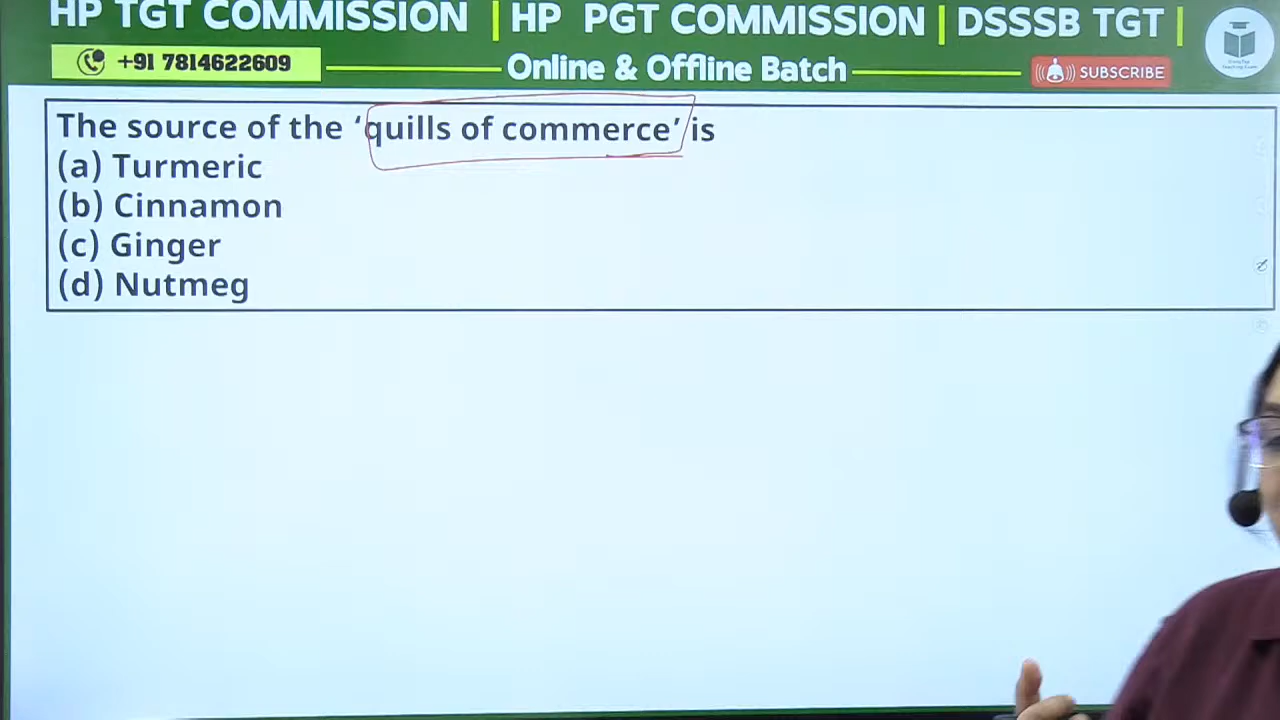 HP TGT COMMISSION | HP PGT COMMISSION | DSSSB TGT |
+91 7814622609
Online & Offline Batch
SUBSCRIBE
The source of the ‘quills of commerce’ is
(a) Turmeric
(b) Cinnamon
(c) Ginger
(d) Nutmeg